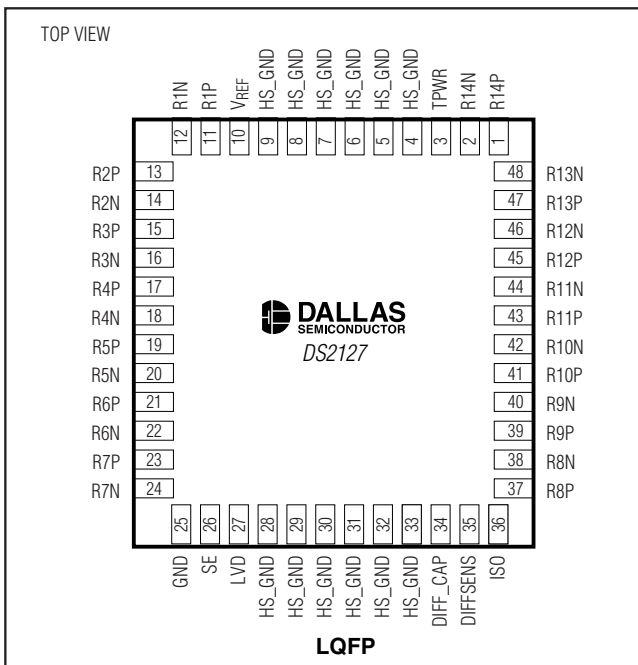 TOP VIEW
R1N R1P VREF HS_GND HS_GND HS_GND HS_GND HS_GND HS_GND TPWR R14N R14P
12 11 10 9 8 7 6 5 4 3 2 1
R2P 13 48 R13N
R2N 14 47 R13P
R3P 15 46 R12N
R3N 16 45 R12P
R4P 17 44 R11N
R4N 18 43 R11P
R5P 19 42 R10N
R5N 20 41 R10P
R6P 21 40 R9N
R6N 22 39 R9P
R7P 23 38 R8N
R7N 24 37 R8P
DALLAS
SEMICONDUCTOR
DS2127
25 26 27 28 29 30 31 32 33 34 35 36
GND SE LVD HS_GND HS_GND HS_GND HS_GND HS_GND HS_GND DIFF_CAP DIFFSENS ISO
LQFP